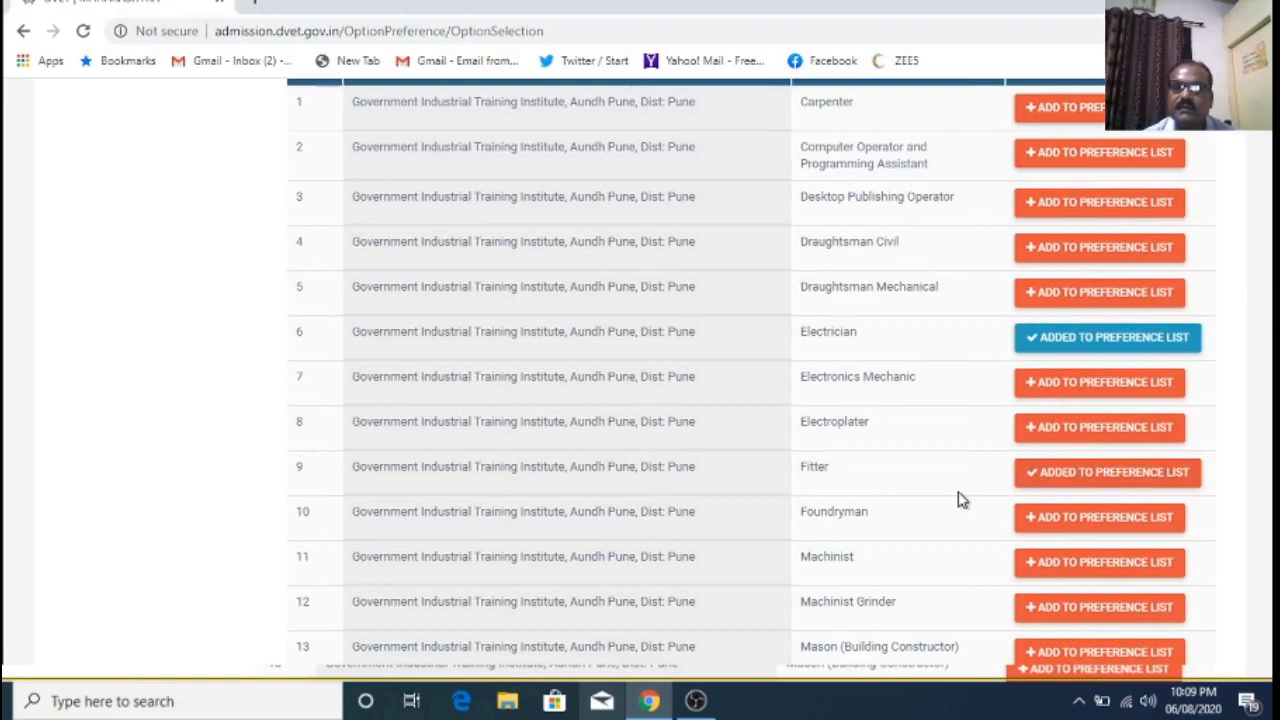 Not secure | admission.dvet.gov.in/OptionPreference/OptionSelection
Apps Bookmarks Gmail - Inbox (2) -... New Tab Gmail - Email from... Twitter / Start Yahoo! Mail - Free... Facebook ZEE5
1 Government Industrial Training Institute, Aundh Pune, Dist: Pune Carpenter + ADD TO PREF
2 Government Industrial Training Institute, Aundh Pune, Dist: Pune Computer Operator and + ADD TO PREFERENCE LIST
Programming Assistant
3 Government Industrial Training Institute, Aundh Pune, Dist: Pune Desktop Publishing Operator + ADD TO PREFERENCE LIST
4 Government Industrial Training Institute, Aundh Pune, Dist: Pune Draughtsman Civil + ADD TO PREFERENCE LIST
5 Government Industrial Training Institute, Aundh Pune, Dist: Pune Draughtsman Mechanical + ADD TO PREFERENCE LIST
6 Government Industrial Training Institute, Aundh Pune, Dist: Pune Electrician ✓ ADDED TO PREFERENCE LIST
7 Government Industrial Training Institute, Aundh Pune, Dist: Pune Electronics Mechanic + ADD TO PREFERENCE LIST
8 Government Industrial Training Institute, Aundh Pune, Dist: Pune Electroplater + ADD TO PREFERENCE LIST
9 Government Industrial Training Institute, Aundh Pune, Dist: Pune Fitter ✓ ADDED TO PREFERENCE LIST
10 Government Industrial Training Institute, Aundh Pune, Dist: Pune Foundryman + ADD TO PREFERENCE LIST
11 Government Industrial Training Institute, Aundh Pune, Dist: Pune Machinist + ADD TO PREFERENCE LIST
12 Government Industrial Training Institute, Aundh Pune, Dist: Pune Machinist Grinder + ADD TO PREFERENCE LIST
13 Government Industrial Training Institute, Aundh Pune, Dist: Pune Mason (Building Constructor) + ADD TO PREFERENCE LIST
+ ADD TO PREFERENCE LIST
Type here to search
10:09 PM
06/08/2020
19